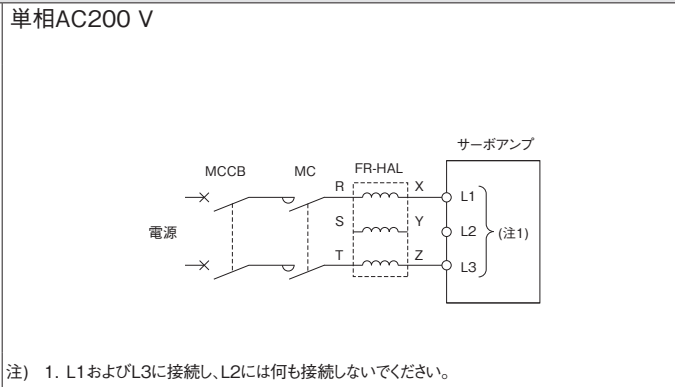 単相AC200 V
サーボアンプ
MCCB MC FR-HAL
R X L1
電源 S Y L2 (注1)
T Z L3
注) 1. L1およびL3に接続し、L2には何も接続しないでください。